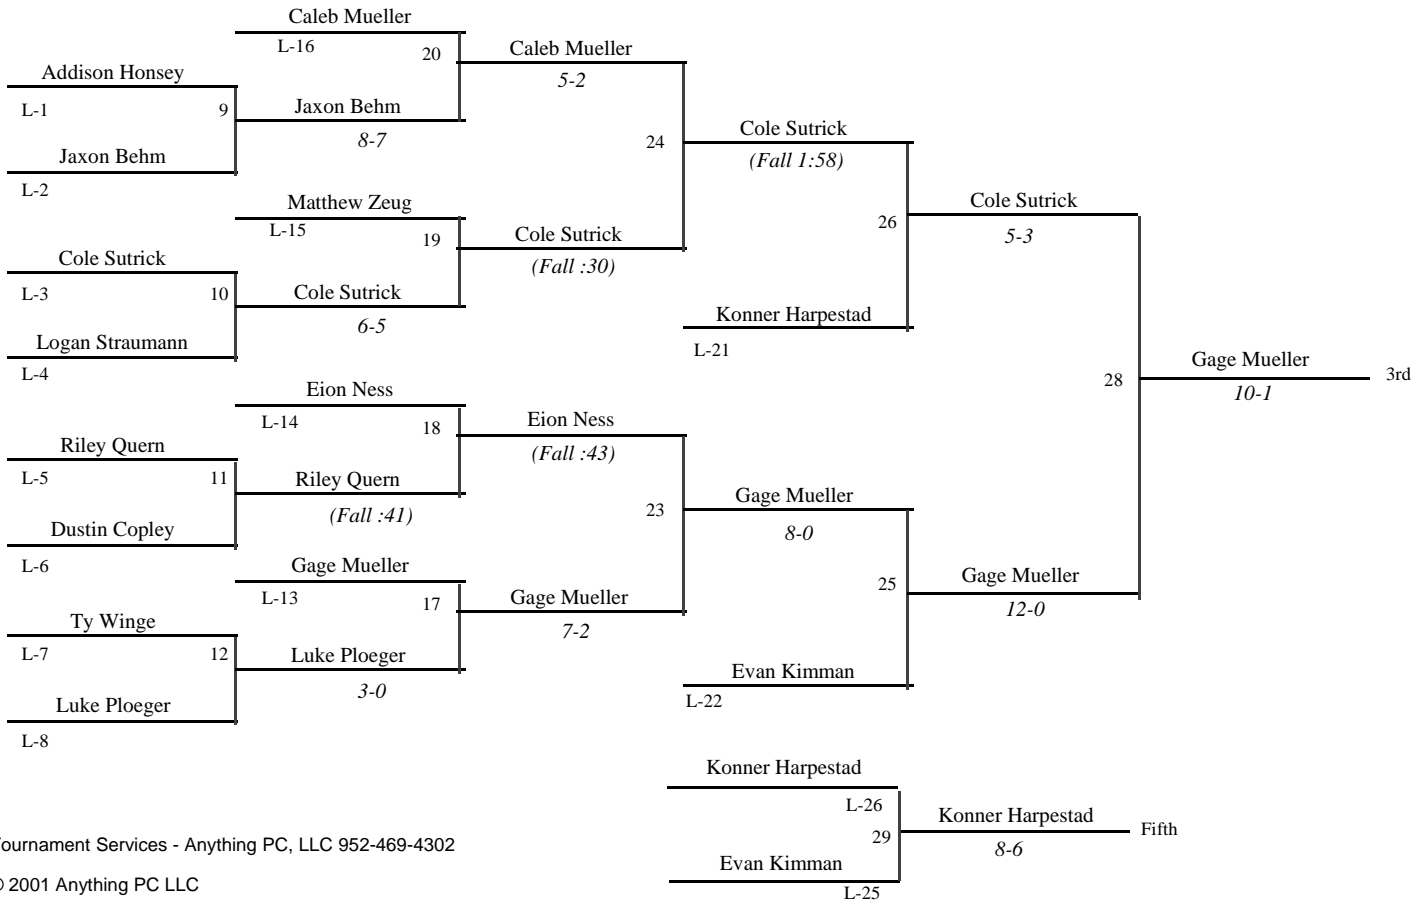 Caleb Mueller
L-16
20
Caleb Mueller
5-2
Addison Honsey
L-1
9
Jaxon Behm
8-7
Jaxon Behm
L-2
24
Cole Sutrick
(Fall 1:58)
Matthew Zeug
L-15
19
Cole Sutrick
(Fall :30)
26
Cole Sutrick
5-3
Cole Sutrick
L-3
10
Cole Sutrick
6-5
Logan Straumann
L-4
Konner Harpestad
L-21
28
Gage Mueller
10-1
3rd
Eion Ness
L-14
18
Eion Ness
(Fall :43)
Riley Quern
L-5
11
Riley Quern
(Fall :41)
Dustin Copley
L-6
23
Gage Mueller
8-0
Gage Mueller
L-13
17
Gage Mueller
7-2
25
Gage Mueller
12-0
Ty Winge
L-7
12
Luke Ploeger
3-0
Luke Ploeger
L-8
Evan Kimman
L-22
Konner Harpestad
L-26
29
Konner Harpestad
8-6
Fifth
Evan Kimman
L-25
Tournament Services - Anything PC, LLC 952-469-4302
© 2001 Anything PC LLC